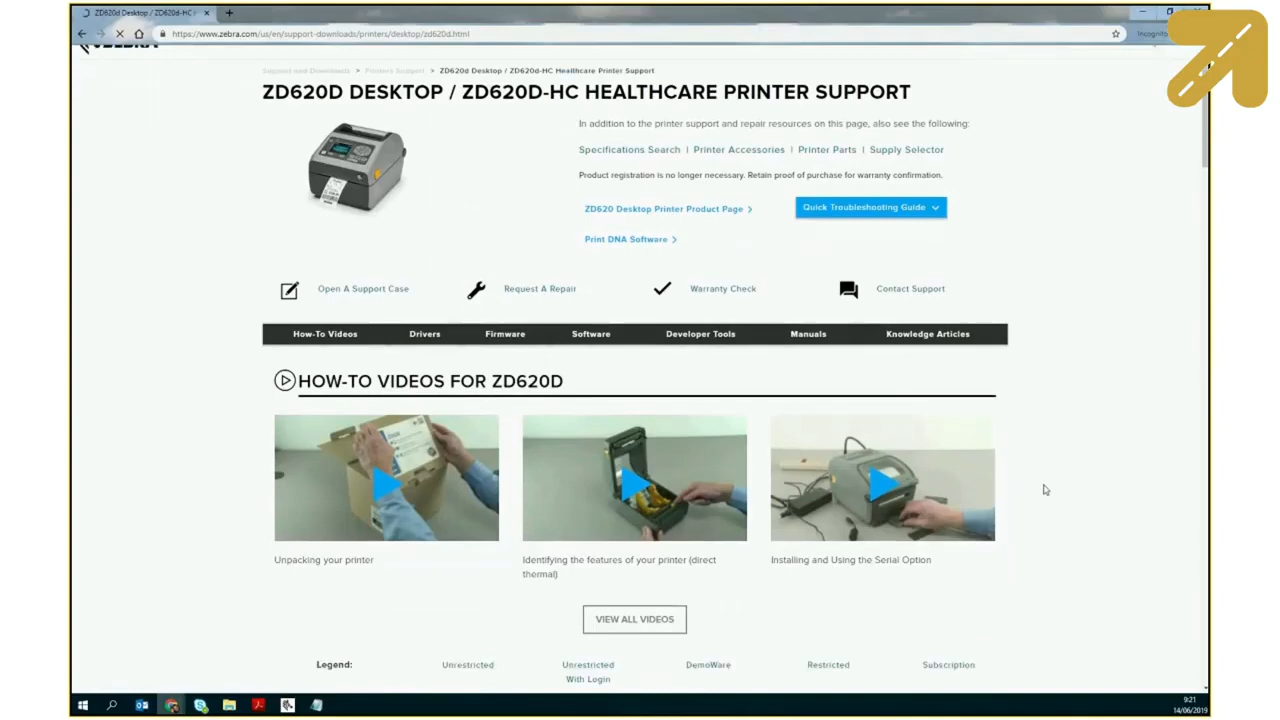 ZD620d Desktop / ZD620d-HC
https://www.zebra.com/us/en/support-downloads/printers/desktop/zd620d.html
Incognito
ZEBRA
Support and Downloads > Printers Support > ZD620d Desktop / ZD620d-HC Healthcare Printer Support
ZD620D DESKTOP / ZD620D-HC HEALTHCARE PRINTER SUPPORT
In addition to the printer support and repair resources on this page, also see the following:
Specifications Search | Printer Accessories | Printer Parts | Supply Selector
Product registration is no longer necessary. Retain proof of purchase for warranty confirmation.
ZD620 Desktop Printer Product Page >
Quick Troubleshooting Guide
Print DNA Software >
Open A Support Case
Request A Repair
Warranty Check
Contact Support
How-To Videos
Drivers
Firmware
Software
Developer Tools
Manuals
Knowledge Articles
HOW-TO VIDEOS FOR ZD620D
Unpacking your printer
Identifying the features of your printer (direct
thermal)
Installing and Using the Serial Option
VIEW ALL VIDEOS
Legend:
Unrestricted
Unrestricted
With Login
DemoWare
Restricted
Subscription
9:21
14/06/2019